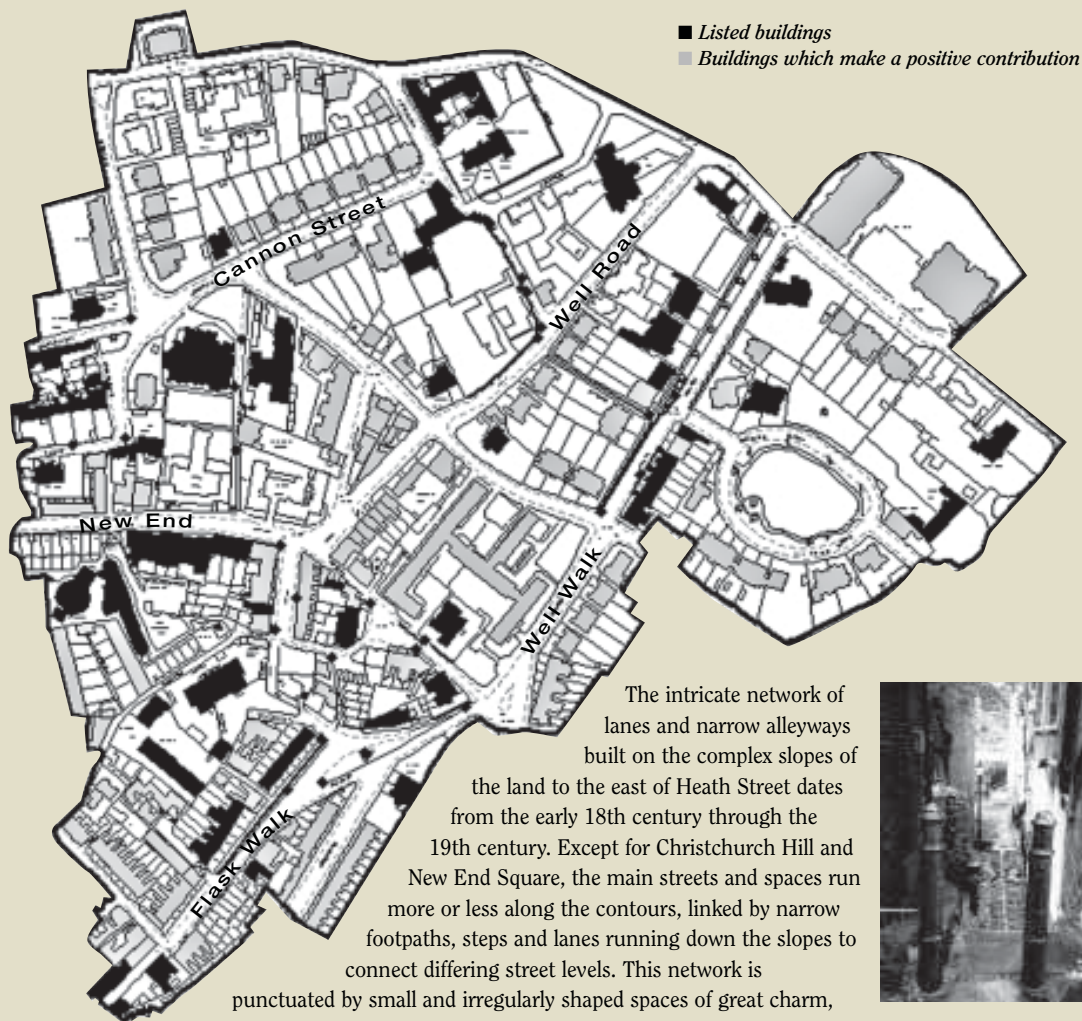 Listed buildings
Buildings which make a positive contribution
Cannon Street
Well Road
New End
Well Walk
Flask Walk
The intricate network of
lanes and narrow alleyways
built on the complex slopes of
the land to the east of Heath Street dates
from the early 18th century through the
19th century. Except for Christchurch Hill and
New End Square, the main streets and spaces run
more or less along the contours, linked by narrow
footpaths, steps and lanes running down the slopes to
connect differing street levels. This network is
punctuated by small and irregularly shaped spaces of great charm,